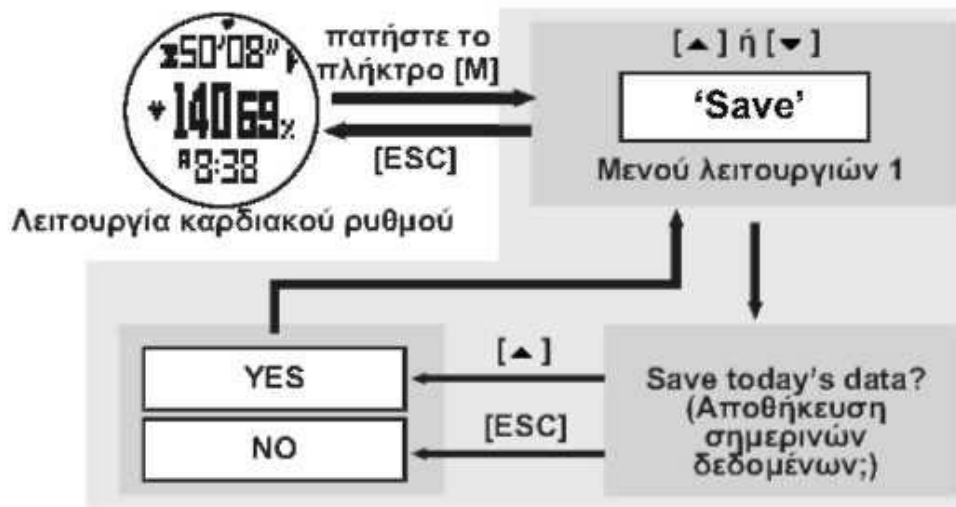 50'08"
140 69%
A 8:38
Λειτουργία καρδιακού ρυθμού
πατήστε το
πλήκτρο [M]
[ESC]
[▲] ή [▼]
‘Save’
Μενού λειτουργιών 1
Save today's data?
(Αποθήκευση
σημερινών
δεδομένων;)
[▲]
YES
[ESC]
NO